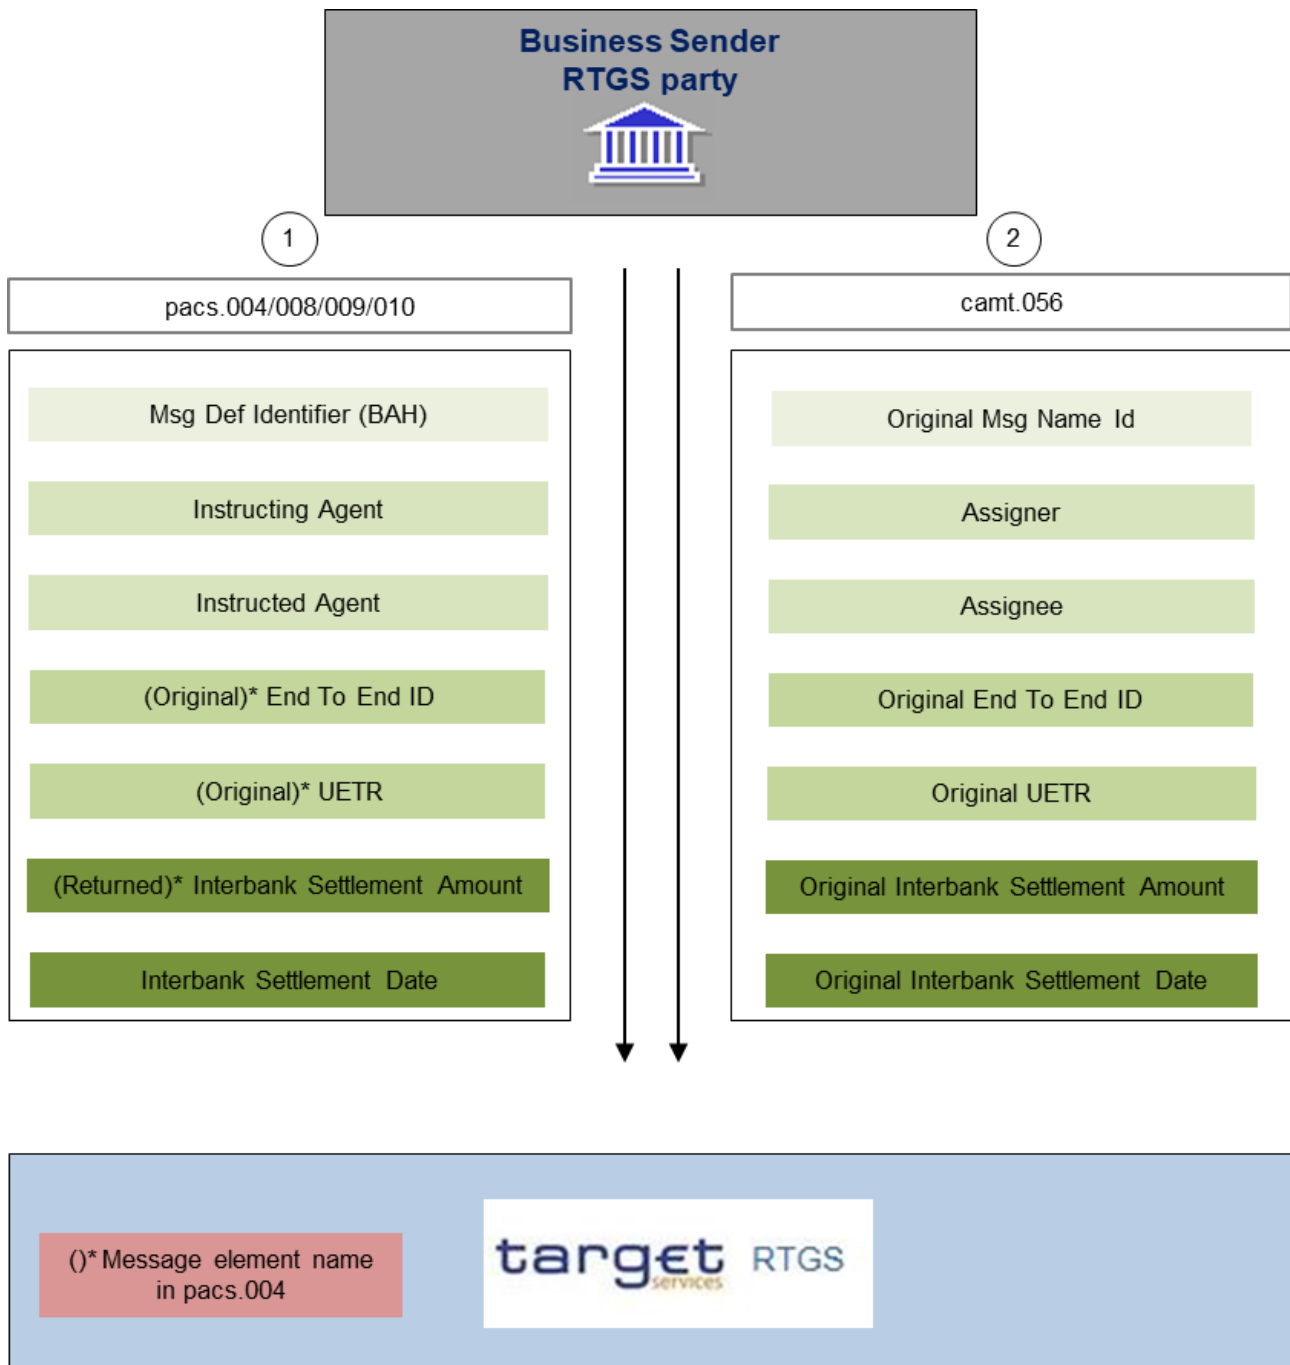 Business Sender
RTGS party
1
pacs.004/008/009/010
Msg Def Identifier (BAH)
Instructing Agent
Instructed Agent
(Original)* End To End ID
(Original)* UETR
(Returned)* Interbank Settlement Amount
Interbank Settlement Date
2
camt.056
Original Msg Name Id
Assigner
Assignee
Original End To End ID
Original UETR
Original Interbank Settlement Amount
Original Interbank Settlement Date
()* Message element name
in pacs.004
target RTGS
services